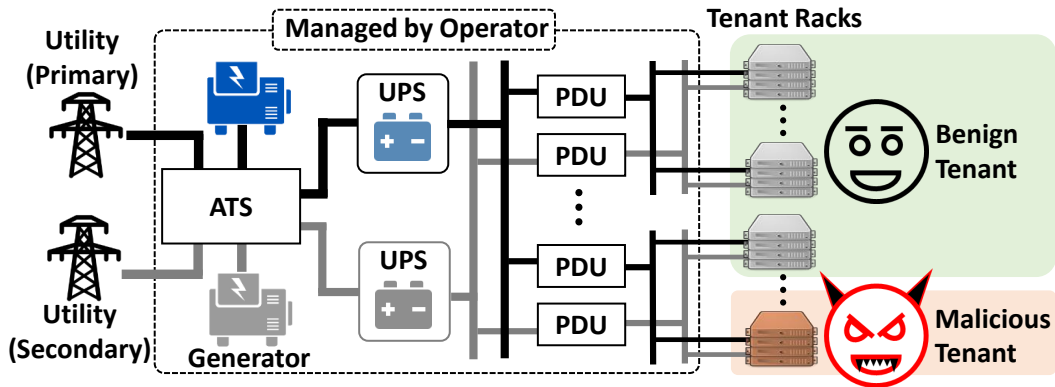 Managed by Operator
Tenant Racks
Utility
(Primary)
UPS
PDU
PDU
Benign
Tenant
ATS
UPS
PDU
PDU
Utility
(Secondary)
Generator
Malicious
Tenant